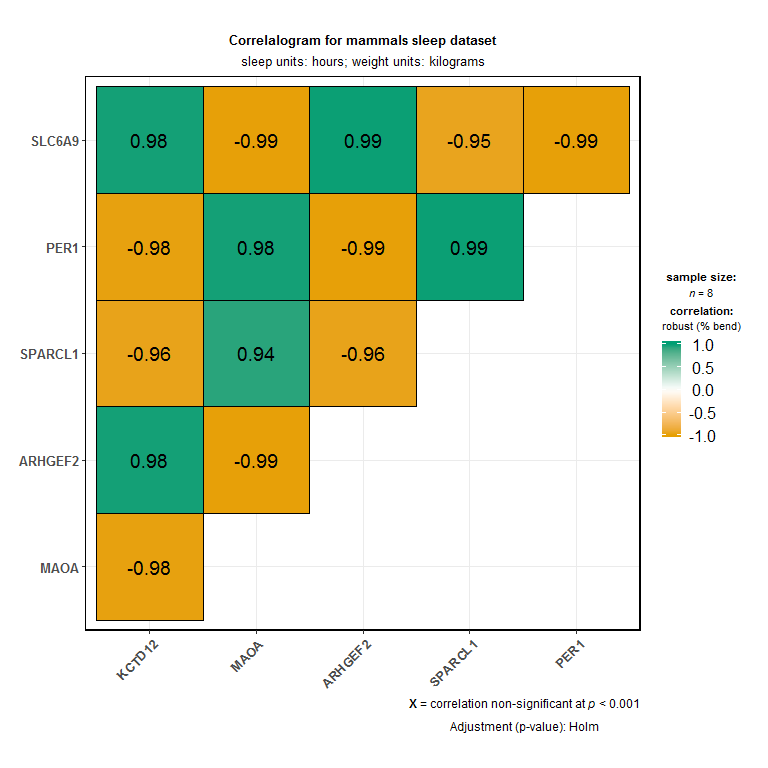 Correlalogram for mammals sleep dataset
sleep units: hours; weight units: kilograms
SLC6A9 0.98 -0.99 0.99 -0.95 -0.99
PER1 -0.98 0.98 -0.99 0.99
SPARCL1 -0.96 0.94 -0.96
ARHGEF2 0.98 -0.99
MAOA -0.98
KCTD12 MAOA ARHGEF2 SPARCL1 PER1
sample size:
n = 8
correlation:
robust (% bend)
1.0
0.5
0.0
-0.5
-1.0
X = correlation non-significant at p < 0.001
Adjustment (p-value): Holm